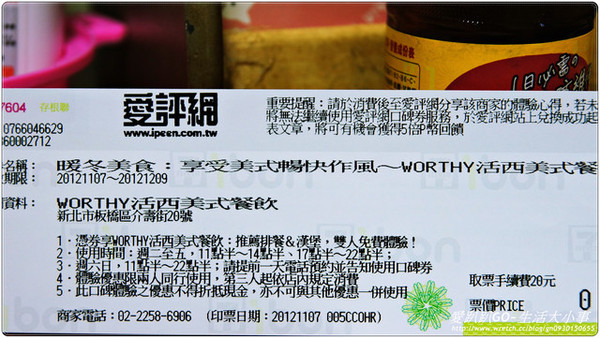 7604 存根聯
0766046629
060002712
愛評網
www.ipeen.com.tw
重要提醒：請於消費後至愛評網分享該商家的體驗心得，若未
將無法繼續使用愛評網口碑券服務，於愛評網站上兌換成功起
表文章，將可有機會獲得5倍P幣回饋
名稱： 暖冬美食：享受美式暢快作風～WORTHY活西美式餐
期限： 20121107～20121209
資料： WORTHY活西美式餐飲
新北市板橋區介壽街20號
1．憑券享WORTHY活西美式餐飲：推薦排餐&漢堡，雙人免費體驗！
2．使用時間：週二至五，11點半～14點半、17點半～22點半；
3．週六日，11點半～22點半；請提前一天電話預約並告知使用口碑券
4．體驗優惠限兩人同行使用，第三人起依店內規定消費
5．此口碑體驗之優惠不得折抵現金，亦不可與其他優惠一併使用
取票手續費20元
票價PRICE 0
商家電話：02-2258-6906 （印票日期：20121107 005CCOHR）
愛趴趴GO~生活大小事
http://www.wretch.cc/blog/gn0930150655